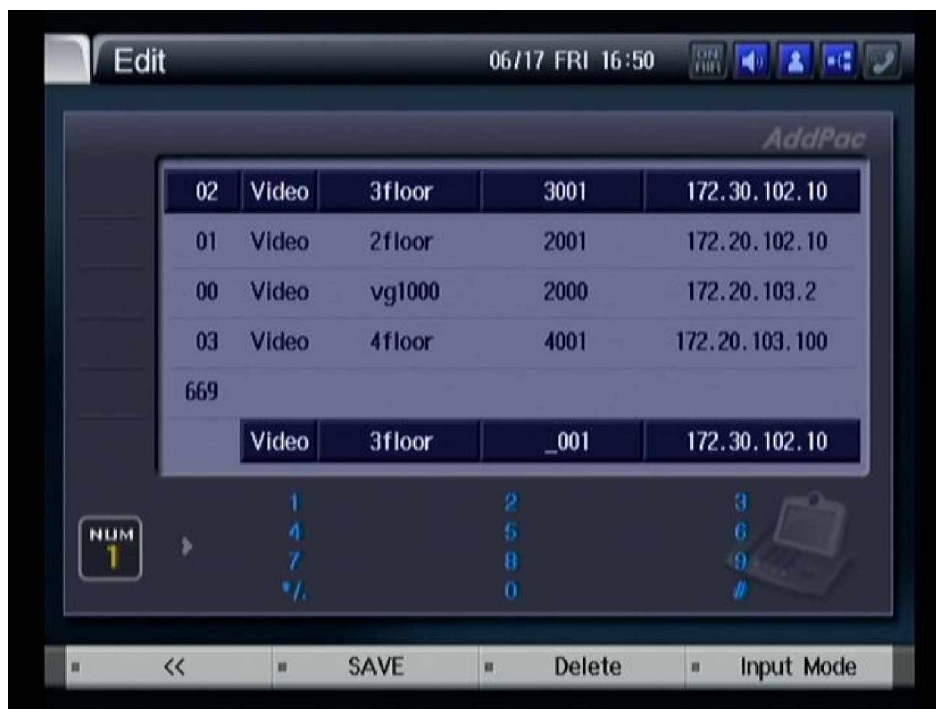 Edit 06/17 FRI 16:50 ON AIR
AddPac
02 Video 3floor 3001 172.30.102.10
01 Video 2floor 2001 172.20.102.10
00 Video vg1000 2000 172.20.103.2
03 Video 4floor 4001 172.20.103.100
669
Video 3floor _001 172.30.102.10
1 2 3
NUM 4 5 6
1 7 8 9
*/. 0 #
<< SAVE Delete Input Mode